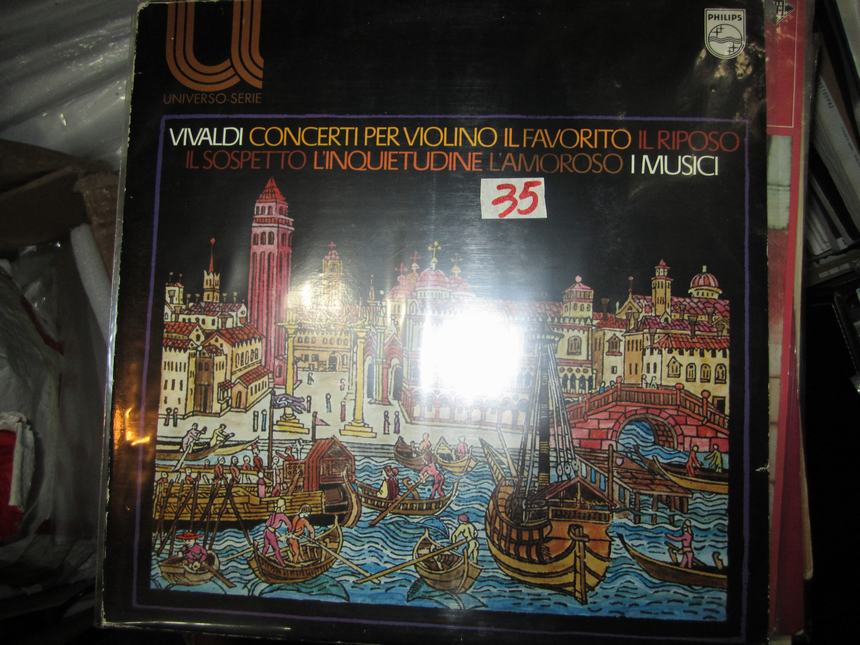 PHILIPS
UNIVERSO-SERIE
VIVALDI CONCERTI PER VIOLINO IL FAVORITO IL RIPOSO
IL SOSPETTO L'INQUIETUDINE L'AMOROSO I MUSICI
35